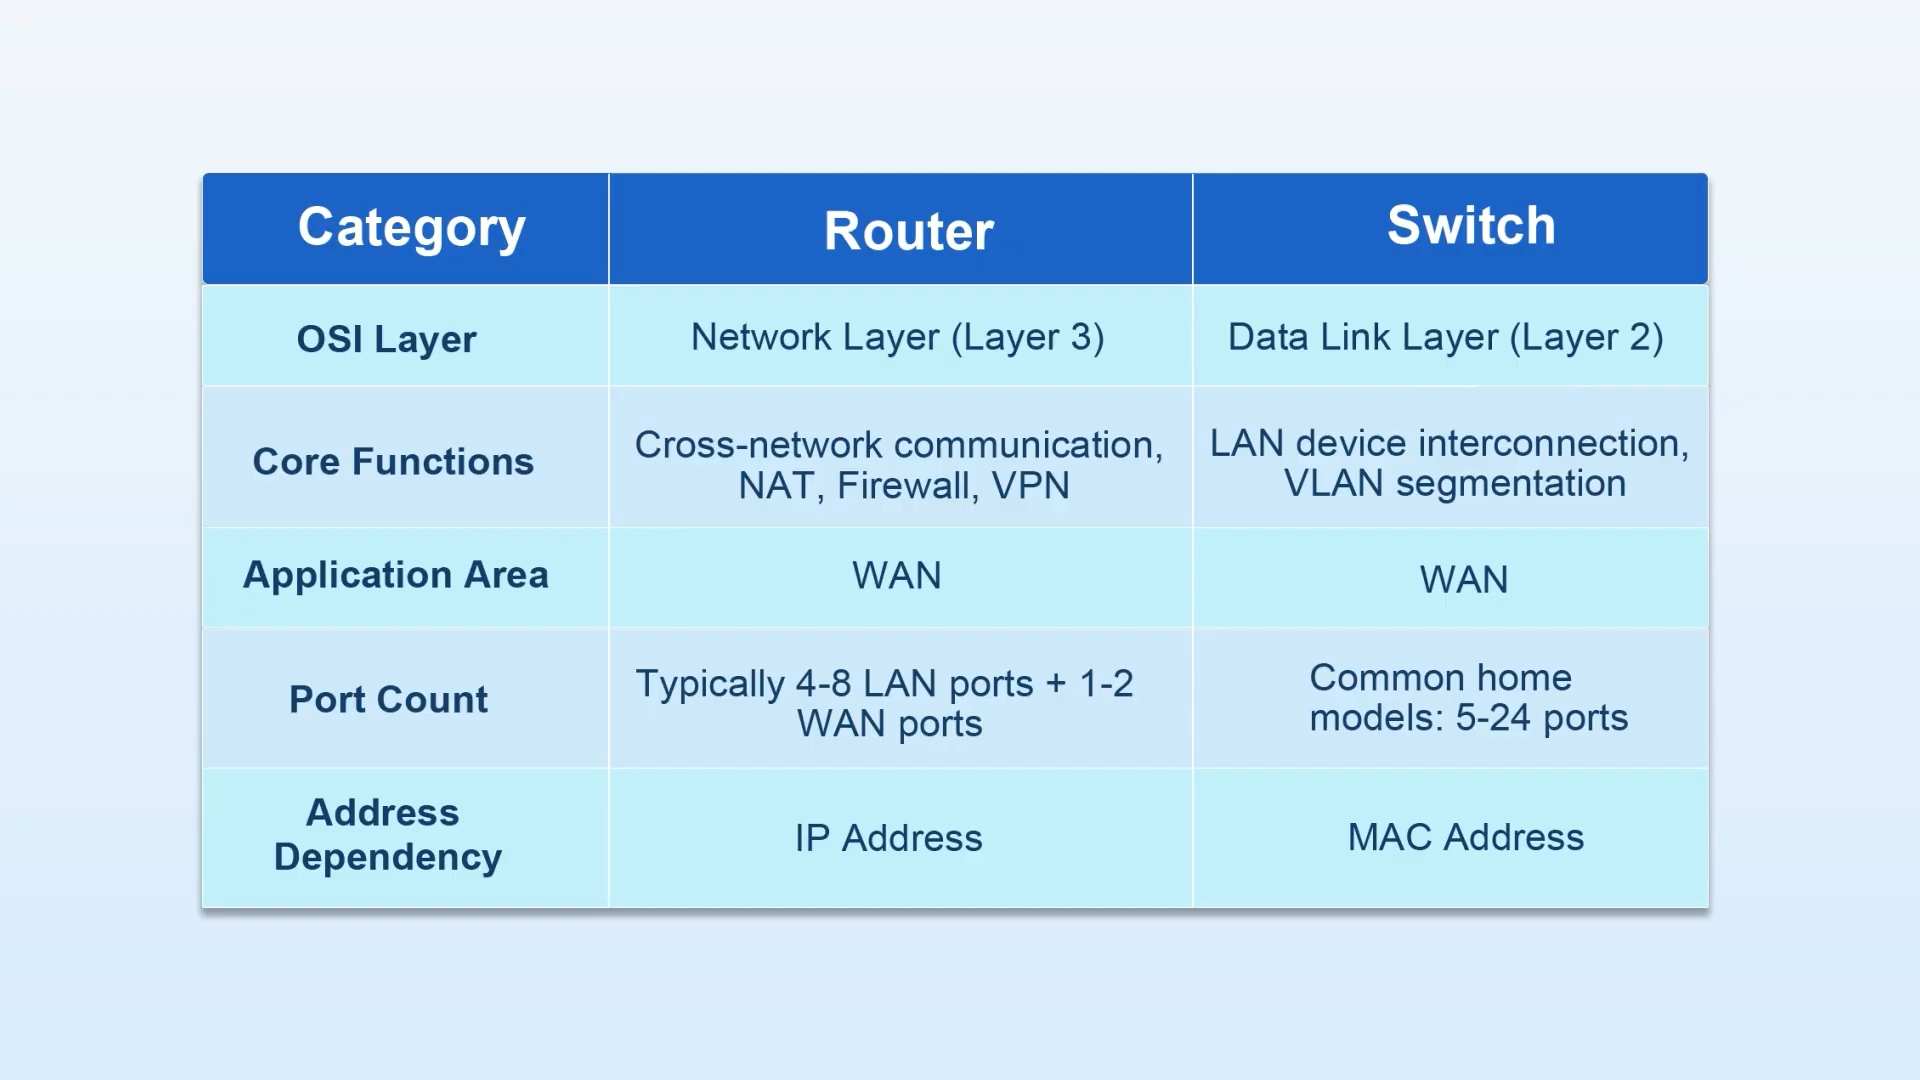 Category Router Switch
OSI Layer Network Layer (Layer 3) Data Link Layer (Layer 2)
Core Functions
Cross-network communication,
NAT, Firewall, VPN
LAN device interconnection,
VLAN segmentation
Application Area WAN WAN
Port Count
Typically 4-8 LAN ports + 1-2
WAN ports
Common home
models: 5-24 ports
Address
Dependency
IP Address
MAC Address